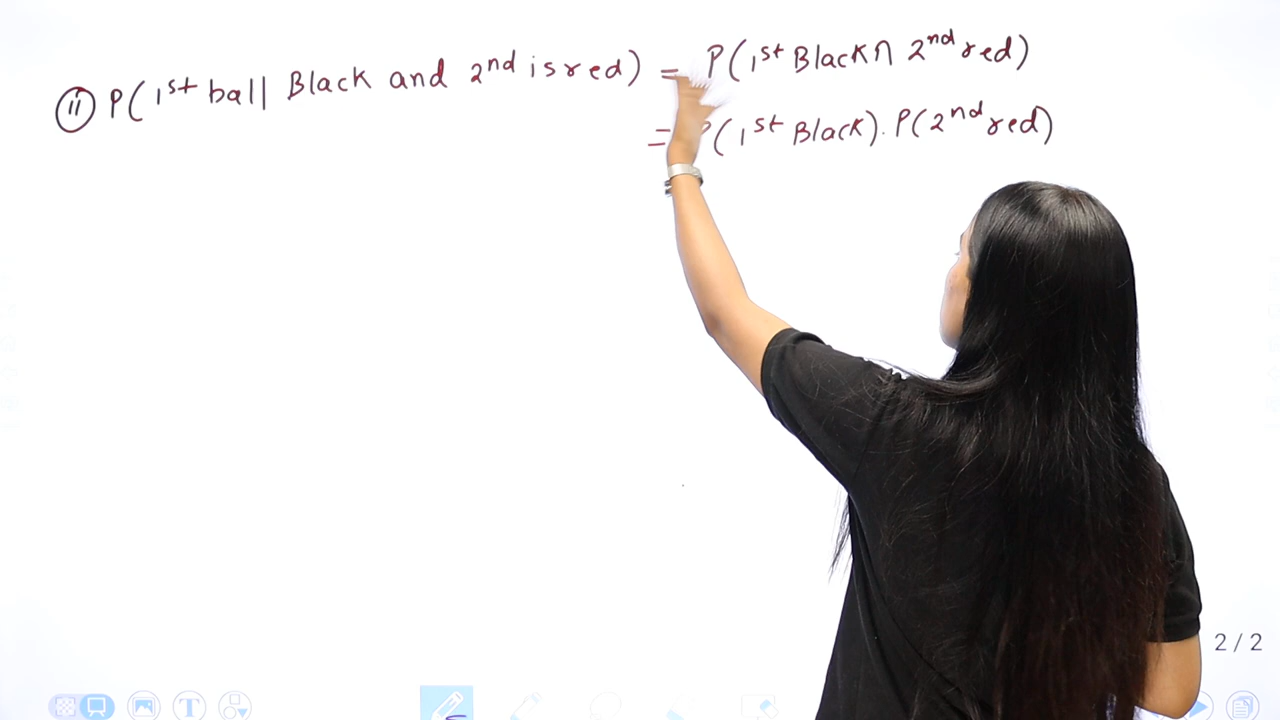 (ii) P(1st ball Black and 2nd is red) = P(1st Black ∩ 2nd red)
= P(1st Black). P(2nd red)
2 / 2
T